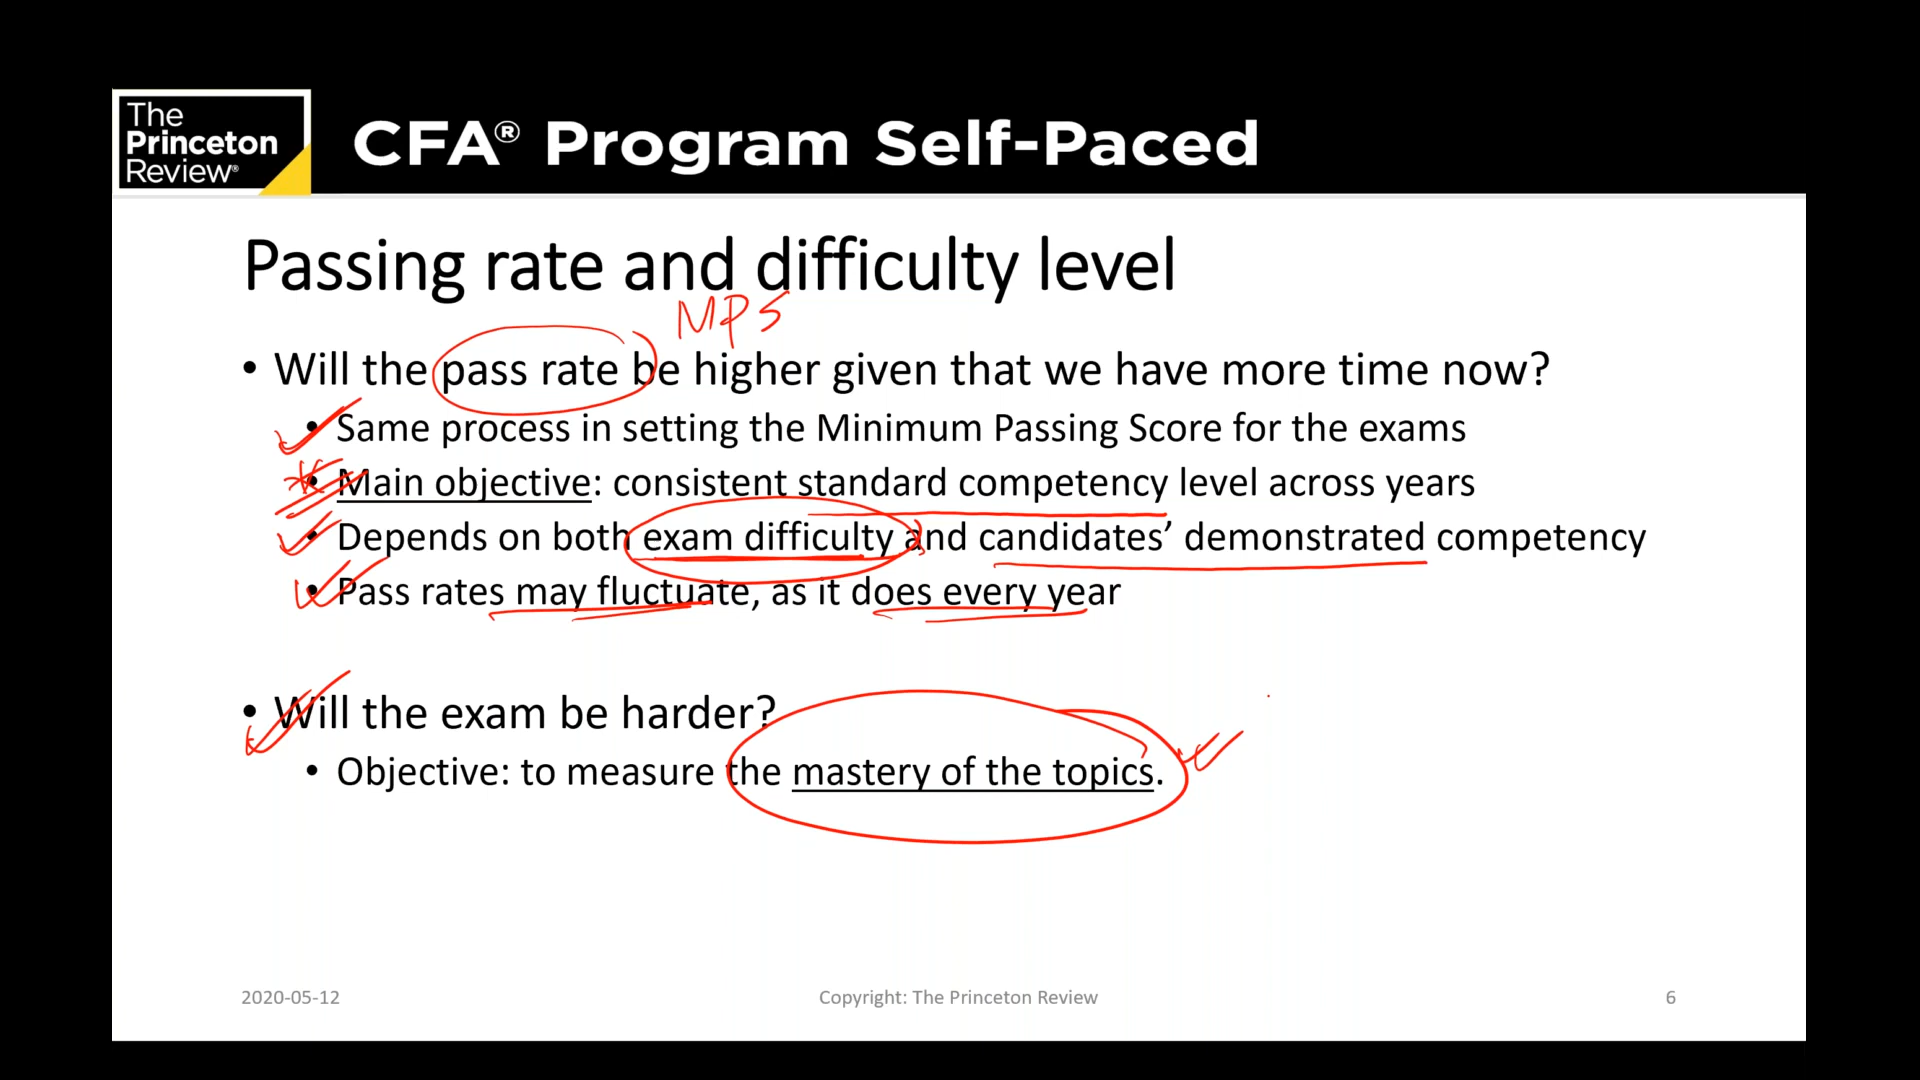 The
Princeton
Review®
CFA® Program Self-Paced
Passing rate and difficulty level
MPS
• Will the pass rate be higher given that we have more time now?
• Same process in setting the Minimum Passing Score for the exams
• Main objective: consistent standard competency level across years
• Depends on both exam difficulty and candidates’ demonstrated competency
• Pass rates may fluctuate, as it does every year
• Will the exam be harder?
• Objective: to measure the mastery of the topics.
2020-05-12
Copyright: The Princeton Review
6